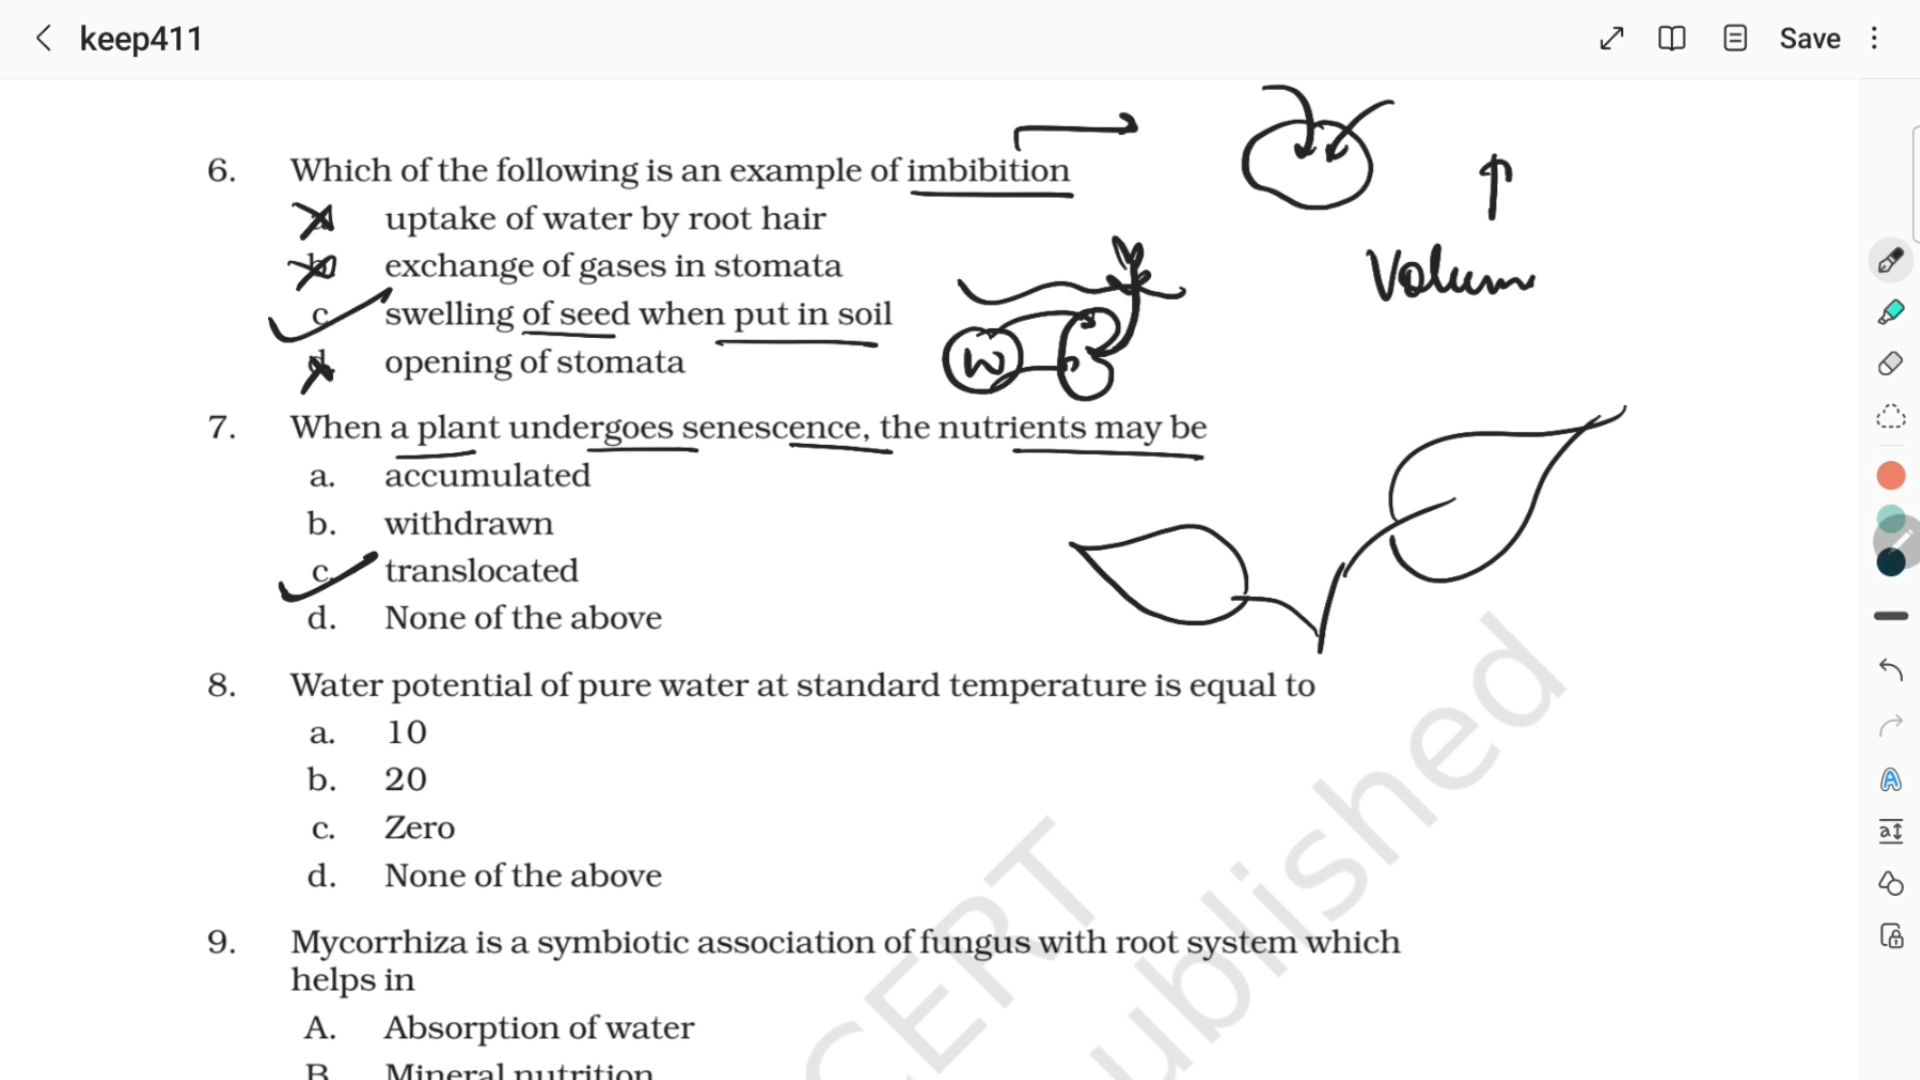 keep411
Save
6. Which of the following is an example of imbibition
a. uptake of water by root hair
b. exchange of gases in stomata
c. swelling of seed when put in soil
d. opening of stomata
Volum
W
7. When a plant undergoes senescence, the nutrients may be
a. accumulated
b. withdrawn
c. translocated
d. None of the above
8. Water potential of pure water at standard temperature is equal to
a. 10
b. 20
c. Zero
d. None of the above
9. Mycorrhiza is a symbiotic association of fungus with root system which
helps in
A. Absorption of water
B. Mineral nutrition
CERT
ublished